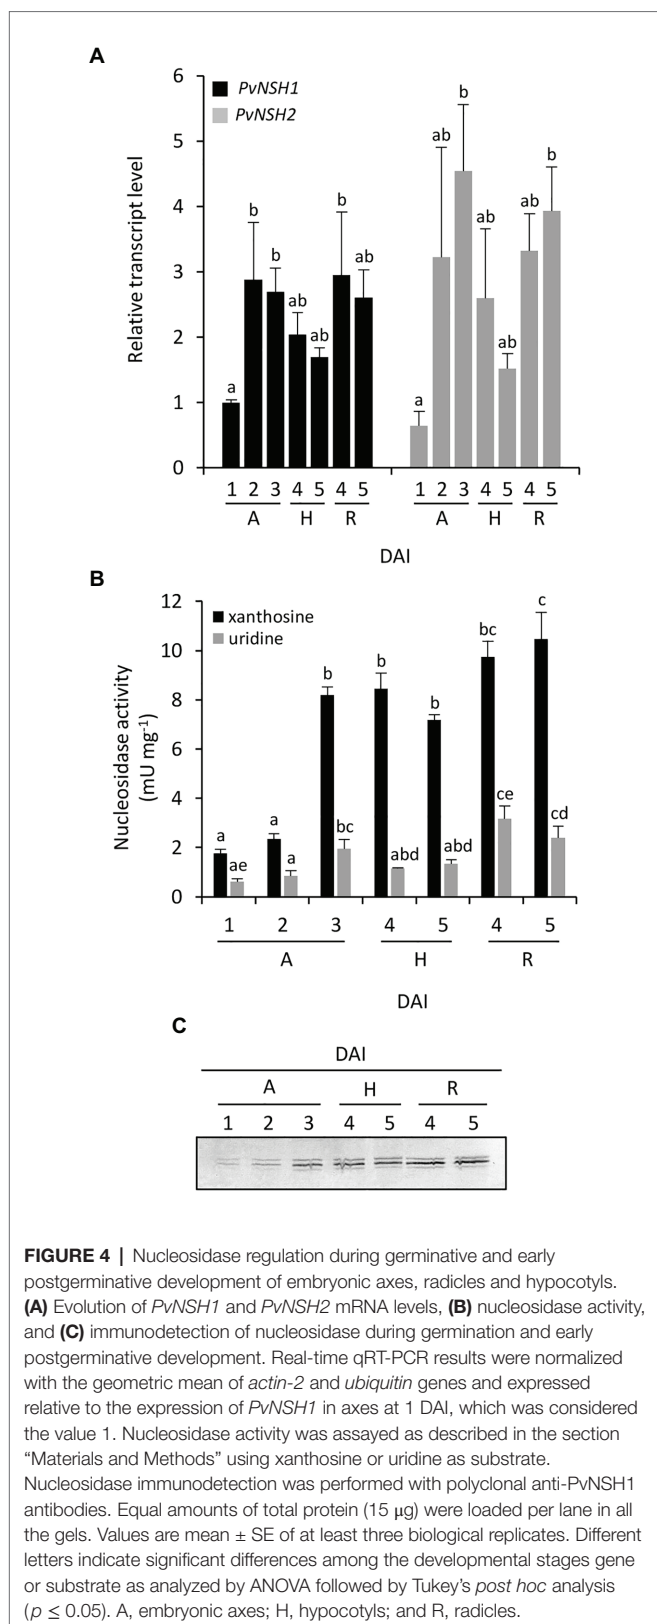 A
6
5
4
3
2
1
0
Relative transcript level
PvNSH1
PvNSH2
a b b ab ab b ab a ab b ab ab ab b
1 2 3 4 5 4 5 1 2 3 4 5 4 5
A H R A H R
DAI
B
12
10
8
6
4
2
0
Nucleosidase activity
(mU mg-1)
xanthosine
uridine
a ae a a b bc b abd b abd bc ce c cd
1 2 3 4 5 4 5
A H R
DAI
C
DAI
A H R
1 2 3 4 5 4 5
FIGURE 4 | Nucleosidase regulation during germinative and early
postgerminative development of embryonic axes, radicles and hypocotyls.
(A) Evolution of PvNSH1 and PvNSH2 mRNA levels, (B) nucleosidase activity,
and (C) immunodetection of nucleosidase during germination and early
postgerminative development. Real-time qRT-PCR results were normalized
with the geometric mean of actin-2 and ubiquitin genes and expressed
relative to the expression of PvNSH1 in axes at 1 DAI, which was considered
the value 1. Nucleosidase activity was assayed as described in the section
“Materials and Methods” using xanthosine or uridine as substrate.
Nucleosidase immunodetection was performed with polyclonal anti-PvNSH1
antibodies. Equal amounts of total protein (15 μg) were loaded per lane in all
the gels. Values are mean ± SE of at least three biological replicates. Different
letters indicate significant differences among the developmental stages gene
or substrate as analyzed by ANOVA followed by Tukey’s post hoc analysis
(p ≤ 0.05). A, embryonic axes; H, hypocotyls; and R, radicles.